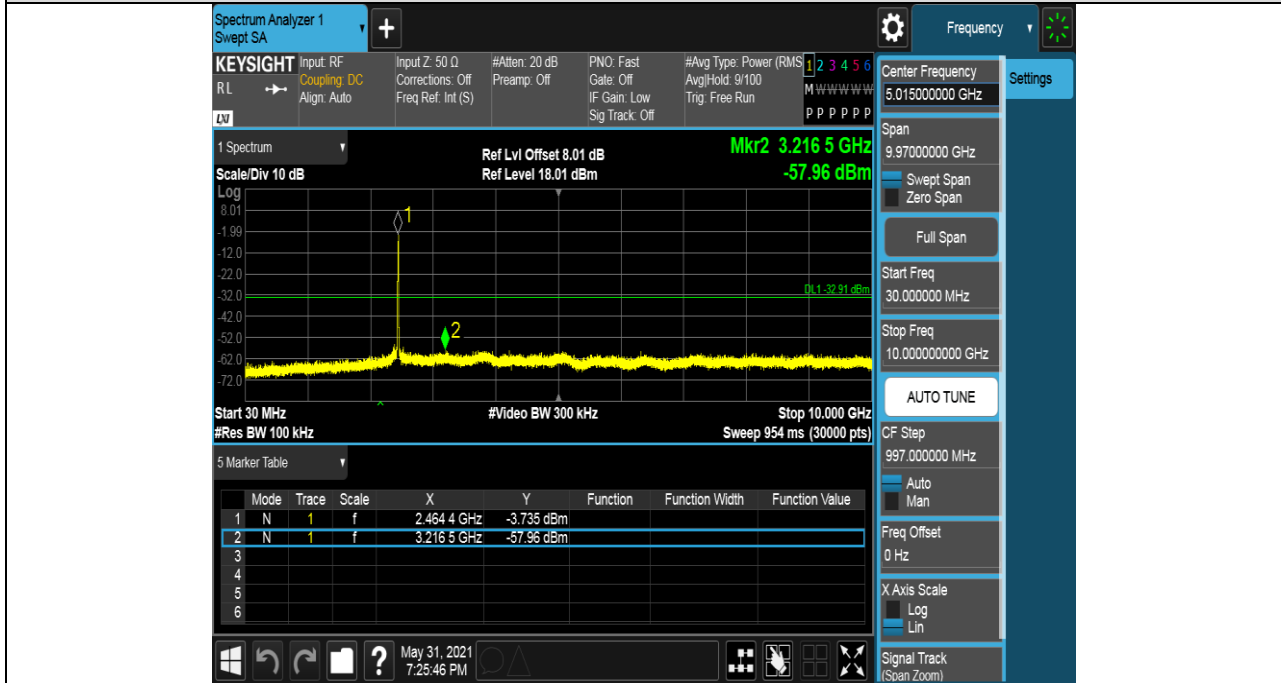 Spectrum Analyzer 1
Swept SA
+
Frequency
KEYSIGHT
RL
LXI
Input: RF
Coupling: DC
Align: Auto
Input Z: 50 Ω
Corrections: Off
Freq Ref: Int (S)
#Atten: 20 dB
Preamp: Off
PNO: Fast
Gate: Off
IF Gain: Low
Sig Track: Off
#Avg Type: Power (RMS
Avg|Hold: 9/100
Trig: Free Run
1 2 3 4 5 6
M W W W W W
P P P P P P
1 Spectrum
Scale/Div 10 dB
Ref Lvl Offset 8.01 dB
Ref Level 18.01 dBm
Mkr2 3.216 5 GHz
-57.96 dBm
Log
8.01
-1.99
-12.0
-22.0
-32.0
-42.0
-52.0
-62.0
-72.0
1
2
DL1 -32.91 dBm
Start 30 MHz
#Video BW 300 kHz
Stop 10.000 GHz
#Res BW 100 kHz
Sweep 954 ms (30000 pts)
5 Marker Table
Mode Trace Scale X Y Function Function Width Function Value
1 N 1 f 2.464 4 GHz -3.735 dBm
2 N 1 f 3.216 5 GHz -57.96 dBm
3
4
5
6
?
May 31, 2021
7:25:46 PM
Center Frequency
5.015000000 GHz
Span
9.97000000 GHz
Swept Span
Zero Span
Full Span
Start Freq
30.000000 MHz
Stop Freq
10.000000000 GHz
AUTO TUNE
CF Step
997.000000 MHz
Auto
Man
Freq Offset
0 Hz
X Axis Scale
Log
Lin
Signal Track
(Span Zoom)
Settings